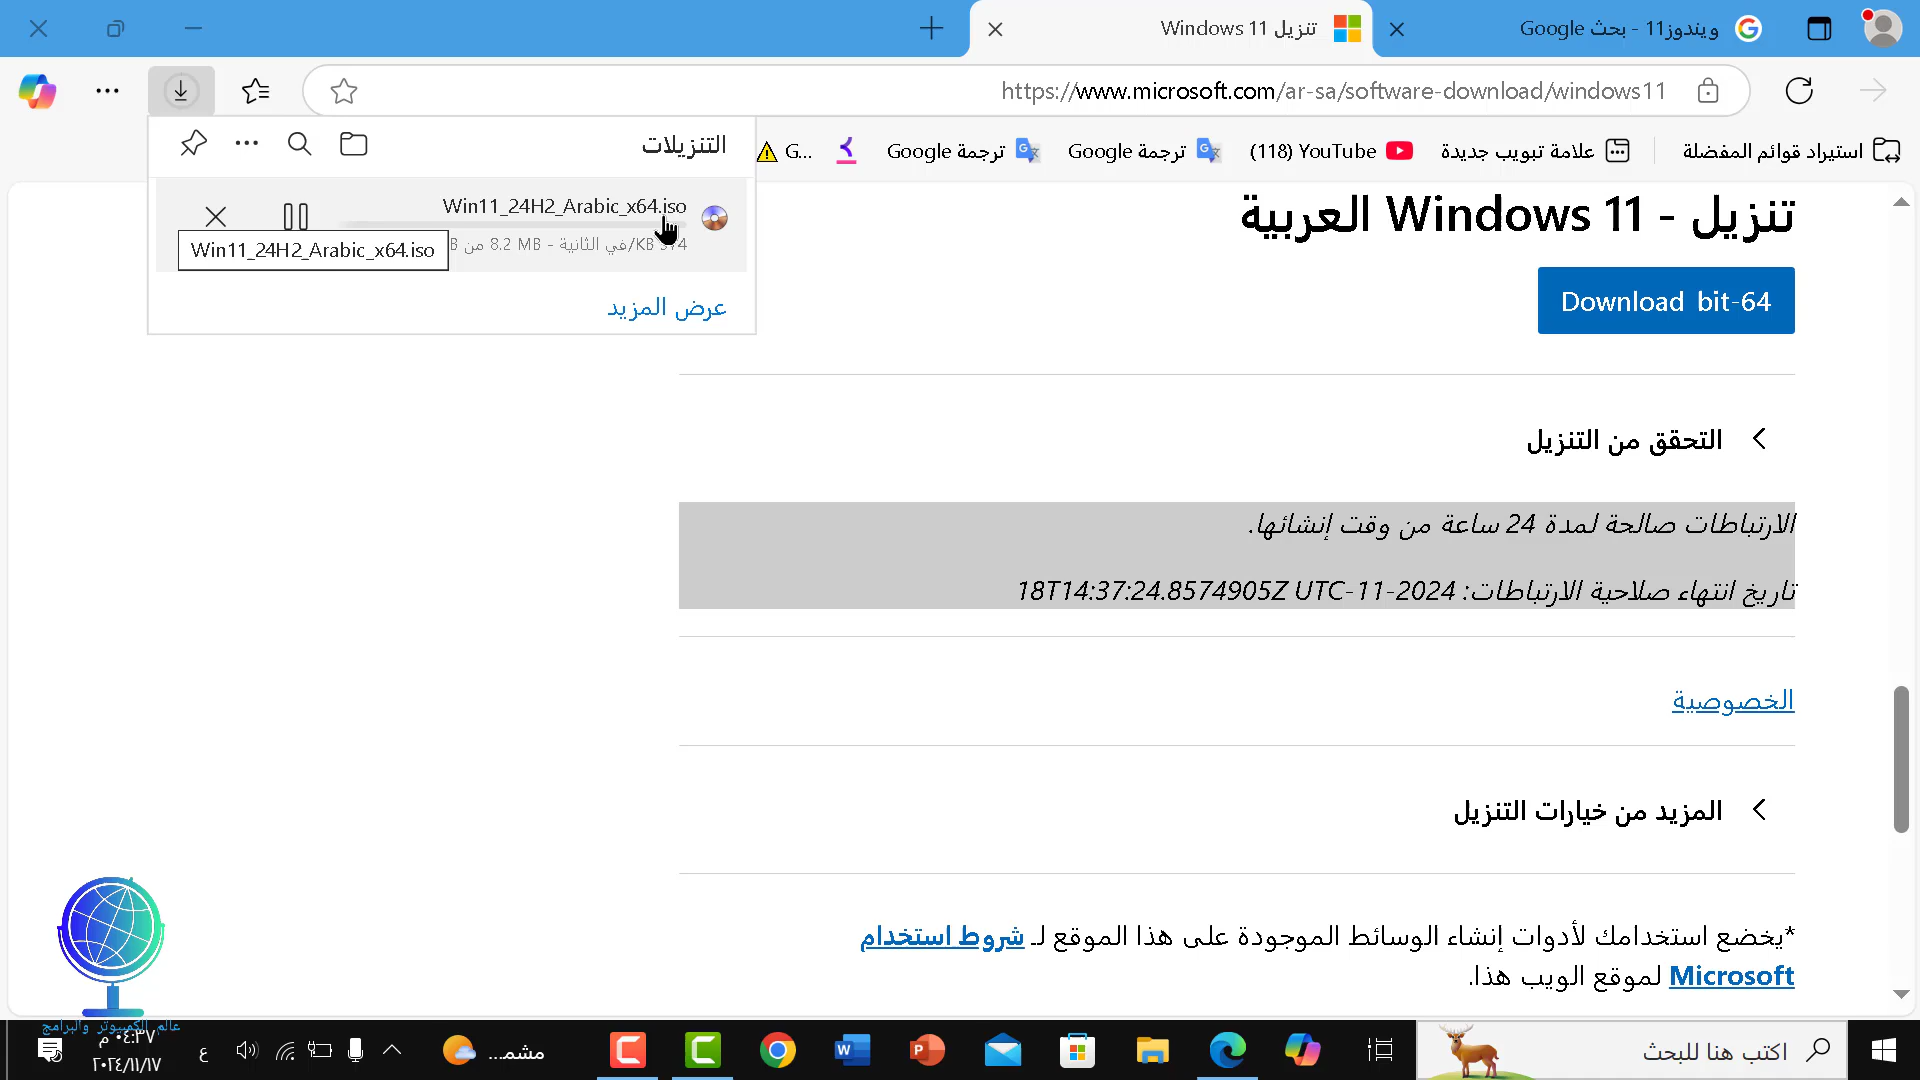 ويندوز11 - بحث Google
تنزيل Windows 11
https://www.microsoft.com/ar-sa/software-download/windows11
استيراد قوائم المفضلة
علامة تبويب جديدة
(118) YouTube
ترجمة Google
ترجمة Google
G...
التنزيلات
Win11_24H2_Arabic_x64.iso
KB/في الثانية - 8.2 MB من
Win11_24H2_Arabic_x64.iso
عرض المزيد
تنزيل - Windows 11 العربية
Download bit-64
التحقق من التنزيل
الارتباطات صالحة لمدة 24 ساعة من وقت إنشائها.
تاريخ انتهاء صلاحية الارتباطات: 18T14:37:24.8574905Z UTC-11-2024
الخصوصية
المزيد من خيارات التنزيل
*يخضع استخدامك لأدوات إنشاء الوسائط الموجودة على هذا الموقع لـ شروط استخدام
Microsoft لموقع الويب هذا.
عالم الكمبيوتر والبرامج
اكتب هنا للبحث
مشم...
ع
٠٤:٣٧ م
٢٠٢٤/١١/١٧